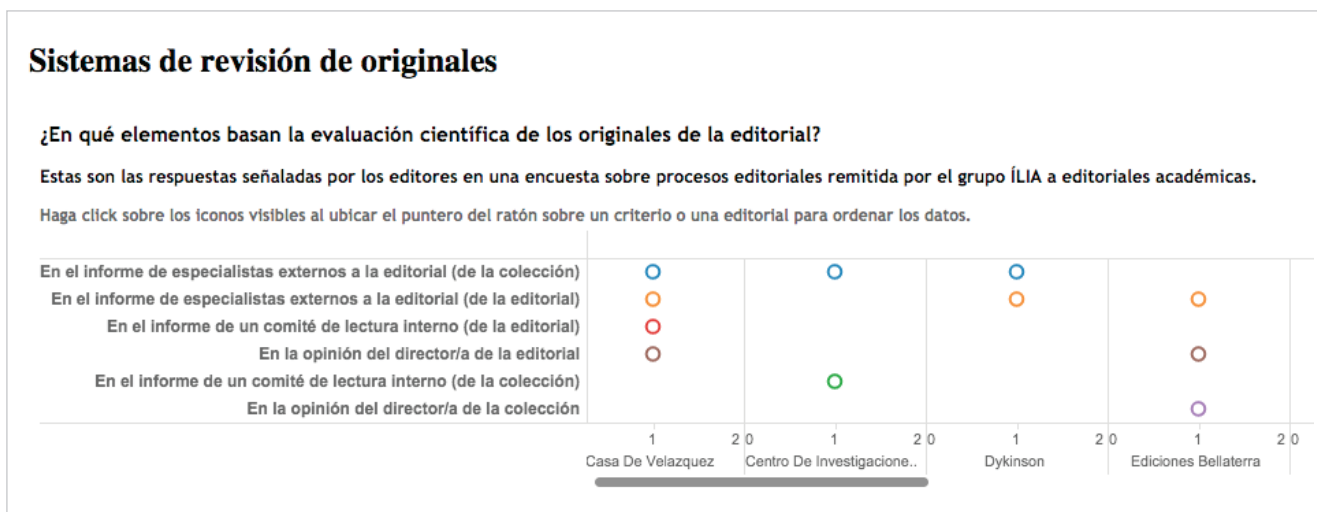 Sistemas de revisión de originales
¿En qué elementos basan la evaluación científica de los originales de la editorial?
Estas son las respuestas señaladas por los editores en una encuesta sobre procesos editoriales remitida por el grupo ÍLIA a editoriales académicas.
Haga click sobre los iconos visibles al ubicar el puntero del ratón sobre un criterio o una editorial para ordenar los datos.
En el informe de especialistas externos a la editorial (de la colección)
En el informe de especialistas externos a la editorial (de la editorial)
En el informe de un comité de lectura interno (de la editorial)
En la opinión del director/a de la editorial
En el informe de un comité de lectura interno (de la colección)
En la opinión del director/a de la colección
1 2 0 1 2 0 1 2 0 1 2 0
Casa De Velazquez Centro De Investigacione.. Dykinson Ediciones Bellaterra